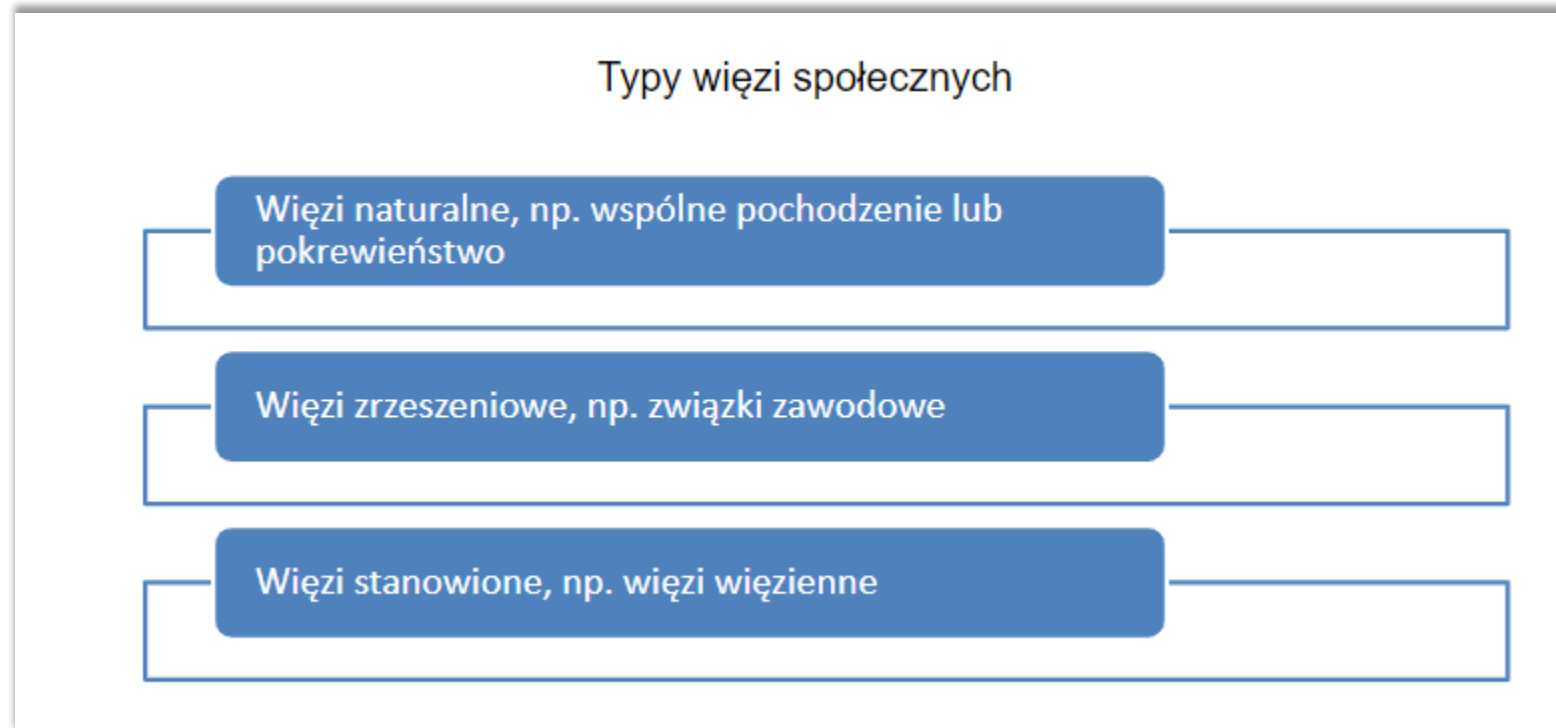 Typy więzi społecznych
Więzi naturalne, np. wspólne pochodzenie lub
pokrewieństwo
Więzi zrzeszeniowe, np. związki zawodowe
Więzi stanowione, np. więzi więzienne